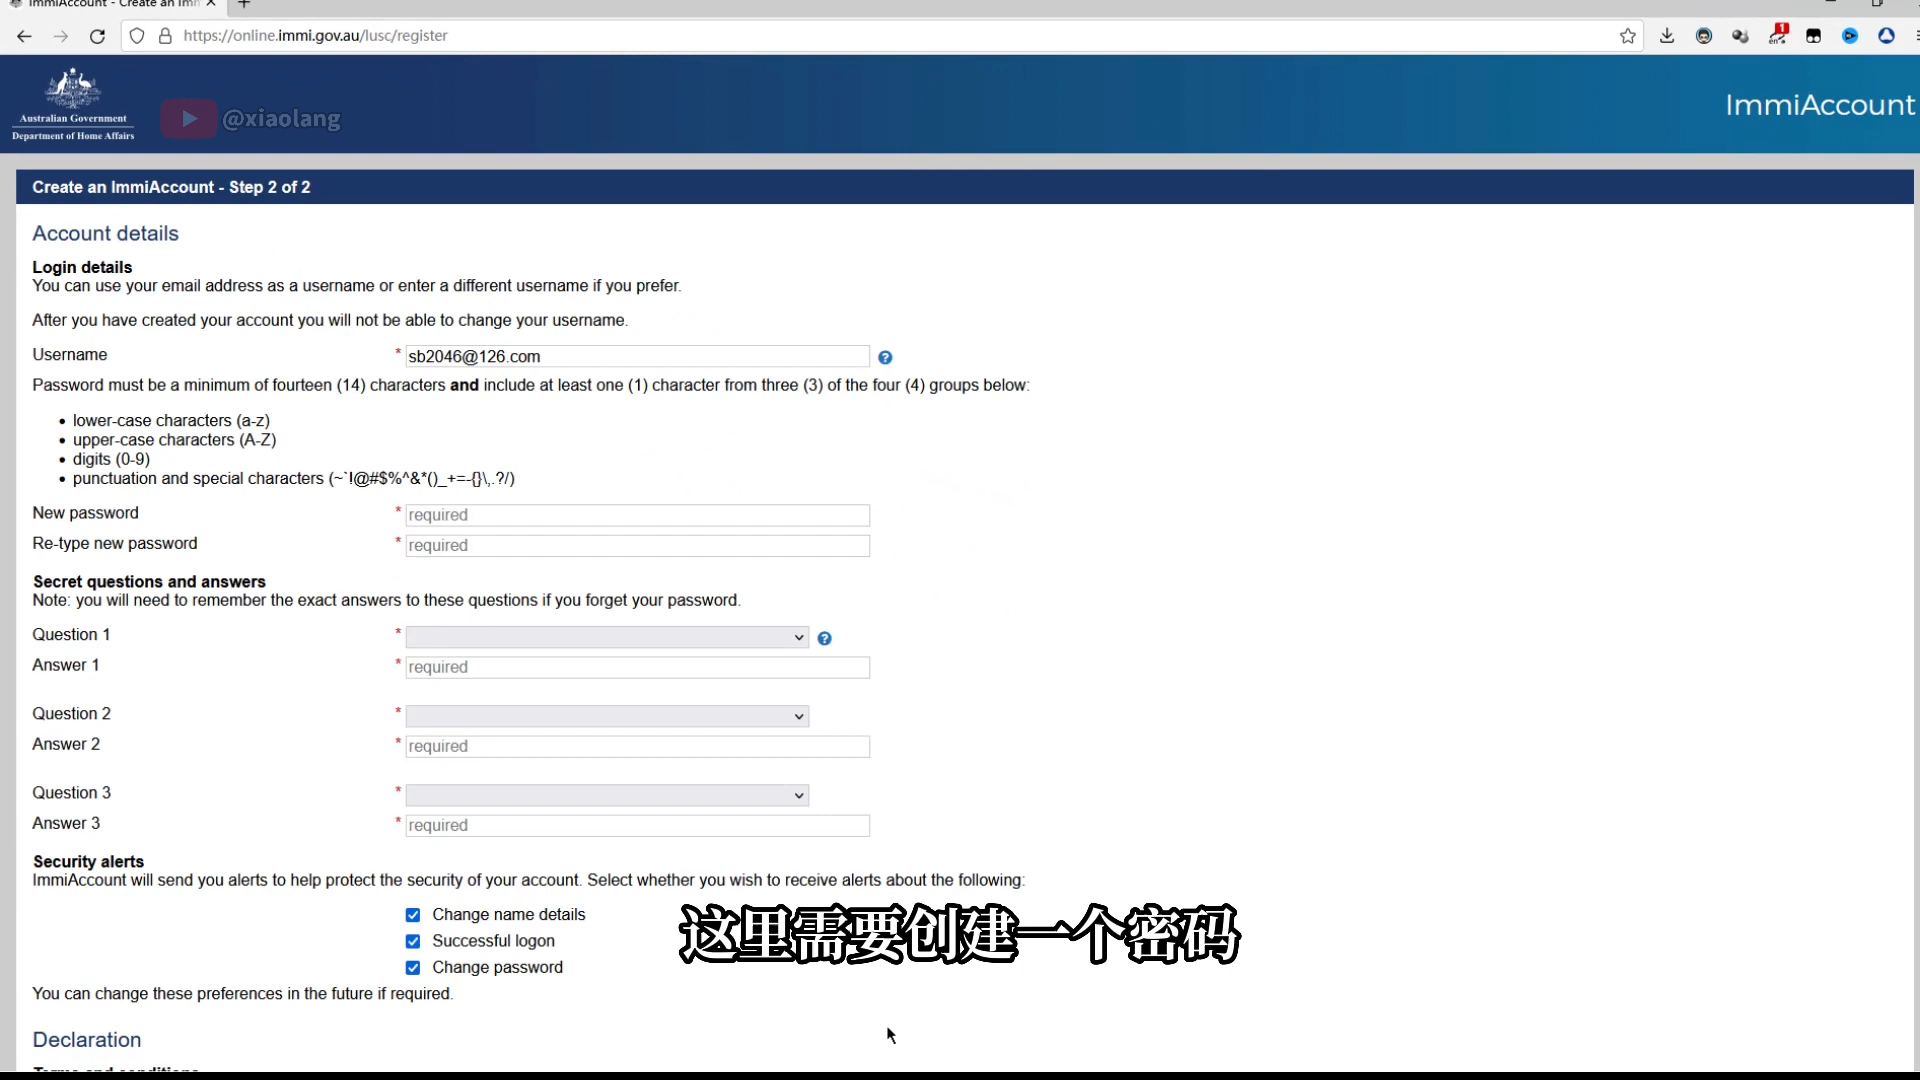 ImmiAccount - Create an Imm
https://online.immi.gov.au/lusc/register
1
en
Australian Government
Department of Home Affairs
@xiaolang
ImmiAccount
Create an ImmiAccount - Step 2 of 2
Account details
Login details
You can use your email address as a username or enter a different username if you prefer.
After you have created your account you will not be able to change your username.
Username * sb2046@126.com ?
Password must be a minimum of fourteen (14) characters and include at least one (1) character from three (3) of the four (4) groups below:
• lower-case characters (a-z)
• upper-case characters (A-Z)
• digits (0-9)
• punctuation and special characters (~`!@#$%^&*()_+=-{}\,.?/)
New password * required
Re-type new password * required
Secret questions and answers
Note: you will need to remember the exact answers to these questions if you forget your password.
Question 1 * ?
Answer 1 * required
Question 2 *
Answer 2 * required
Question 3 *
Answer 3 * required
Security alerts
ImmiAccount will send you alerts to help protect the security of your account. Select whether you wish to receive alerts about the following:
Change name details
Successful logon
Change password
这里需要创建一个密码
You can change these preferences in the future if required.
Declaration
Terms and conditions